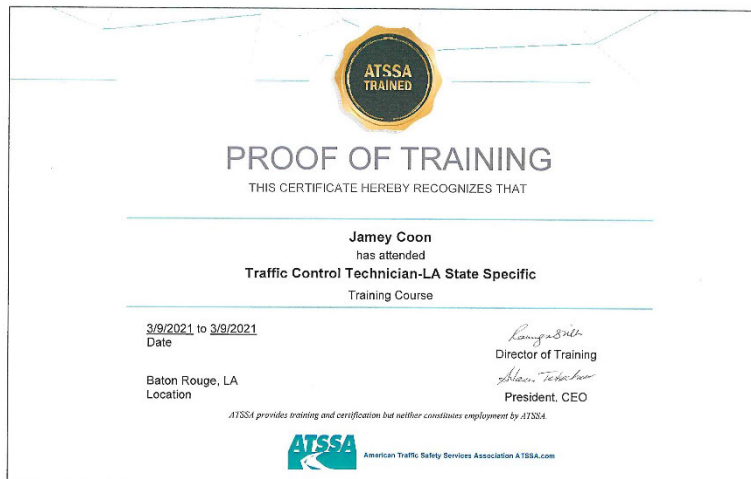 ATSSA
TRAINED
PROOF OF TRAINING
THIS CERTIFICATE HEREBY RECOGNIZES THAT
Jamey Coon
has attended
Traffic Control Technician-LA State Specific
Training Course
3/9/2021 to 3/9/2021
Date
Director of Training
Baton Rouge, LA
Location
President, CEO
ATSSA provides training and certification but neither constitutes employment by ATSSA.
ATSSA
American Traffic Safety Services Association ATSSA.com